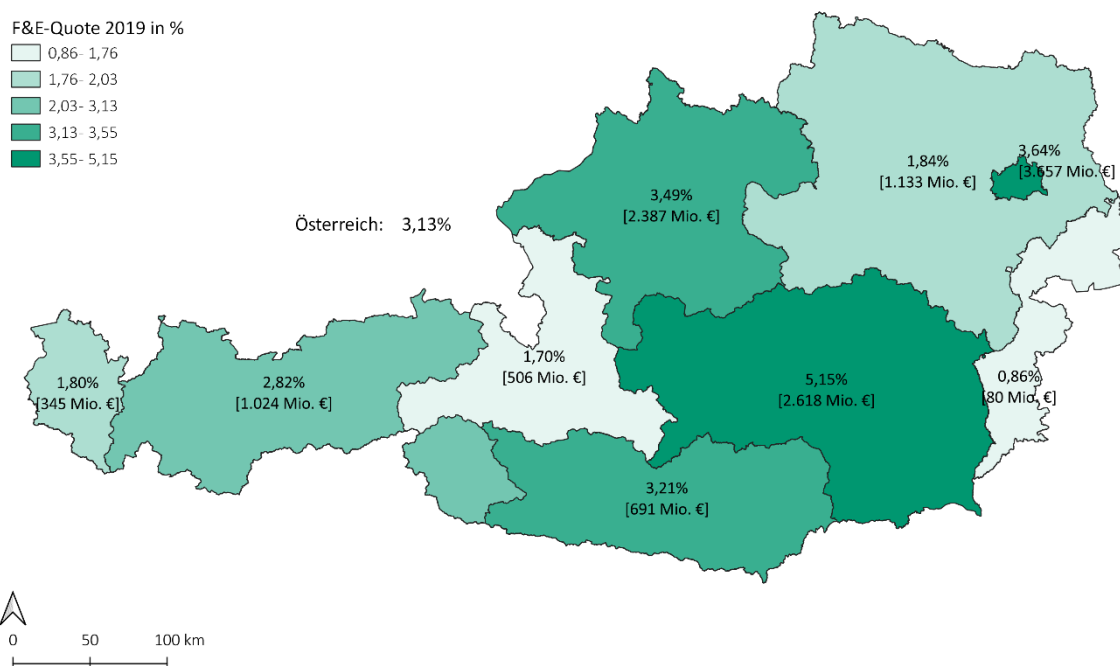 F&E-Quote 2019 in %
0,86- 1,76
1,76- 2,03
2,03- 3,13
3,13- 3,55
3,55- 5,15
Österreich: 3,13%
3,64%
[3.657 Mio. €]
1,84%
[1.133 Mio. €]
3,49%
[2.387 Mio. €]
1,70%
[506 Mio. €]
1,80%
[345 Mio. €]
2,82%
[1.024 Mio. €]
5,15%
[2.618 Mio. €]
0,86%
[80 Mio. €]
3,21%
[691 Mio. €]
0 50 100 km